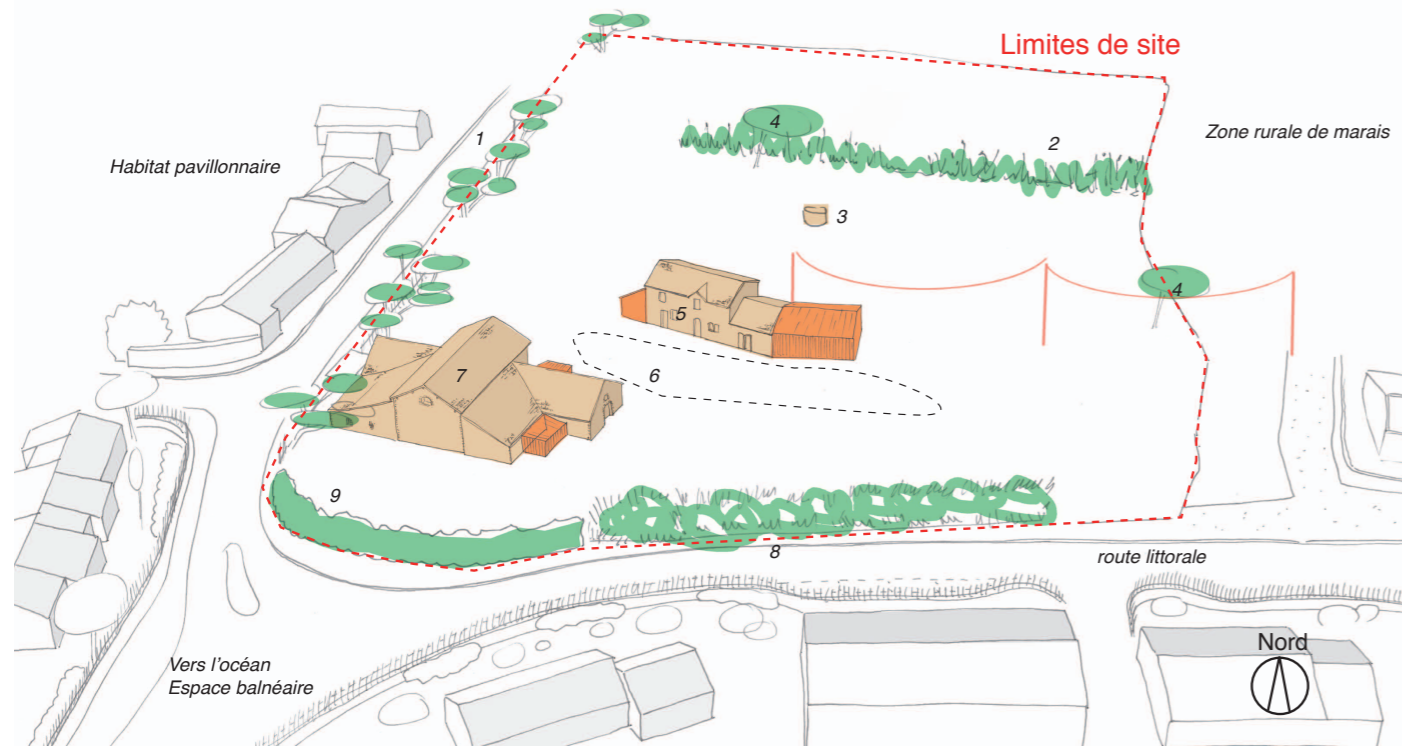 Limites de site
4
1
2
Zone rurale de marais
Habitat pavillonnaire
3
4
5
6
7
9
8
route littorale
Nord
Vers l'océan
Espace balnéaire